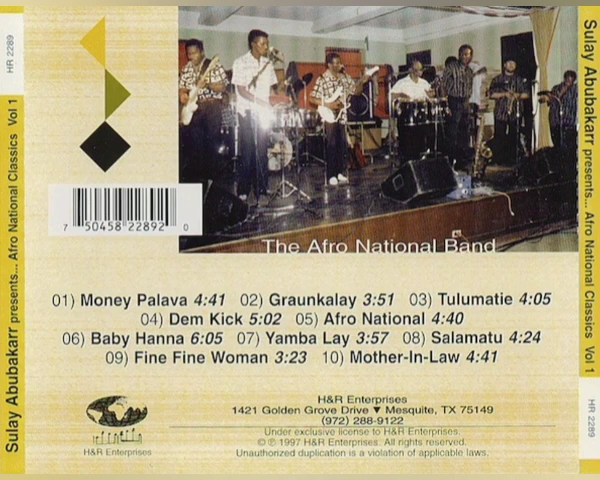 HR 2289
Sulay Abubakarr presents... Afro National Classics Vol 1
7 50458 22892 0
The Afro National Band
01) Money Palava 4:41 02) Graunkalay 3:51 03) Tulumatie 4:05
04) Dem Kick 5:02 05) Afro National 4:40
06) Baby Hanna 6:05 07) Yamba Lay 3:57 08) Salamatu 4:24
09) Fine Fine Woman 3:23 10) Mother-In-Law 4:41
H&R Enterprises
H&R Enterprises
1421 Golden Grove Drive ▼ Mesquite, TX 75149
(972) 288-9122
Under exclusive license to H&R Enterprises.
© ℗ 1997 H&R Enterprises. All rights reserved.
Unauthorized duplication is a violation of applicable laws.
Sulay Abubakarr presents... Afro National Classics Vol 1
HR 2289